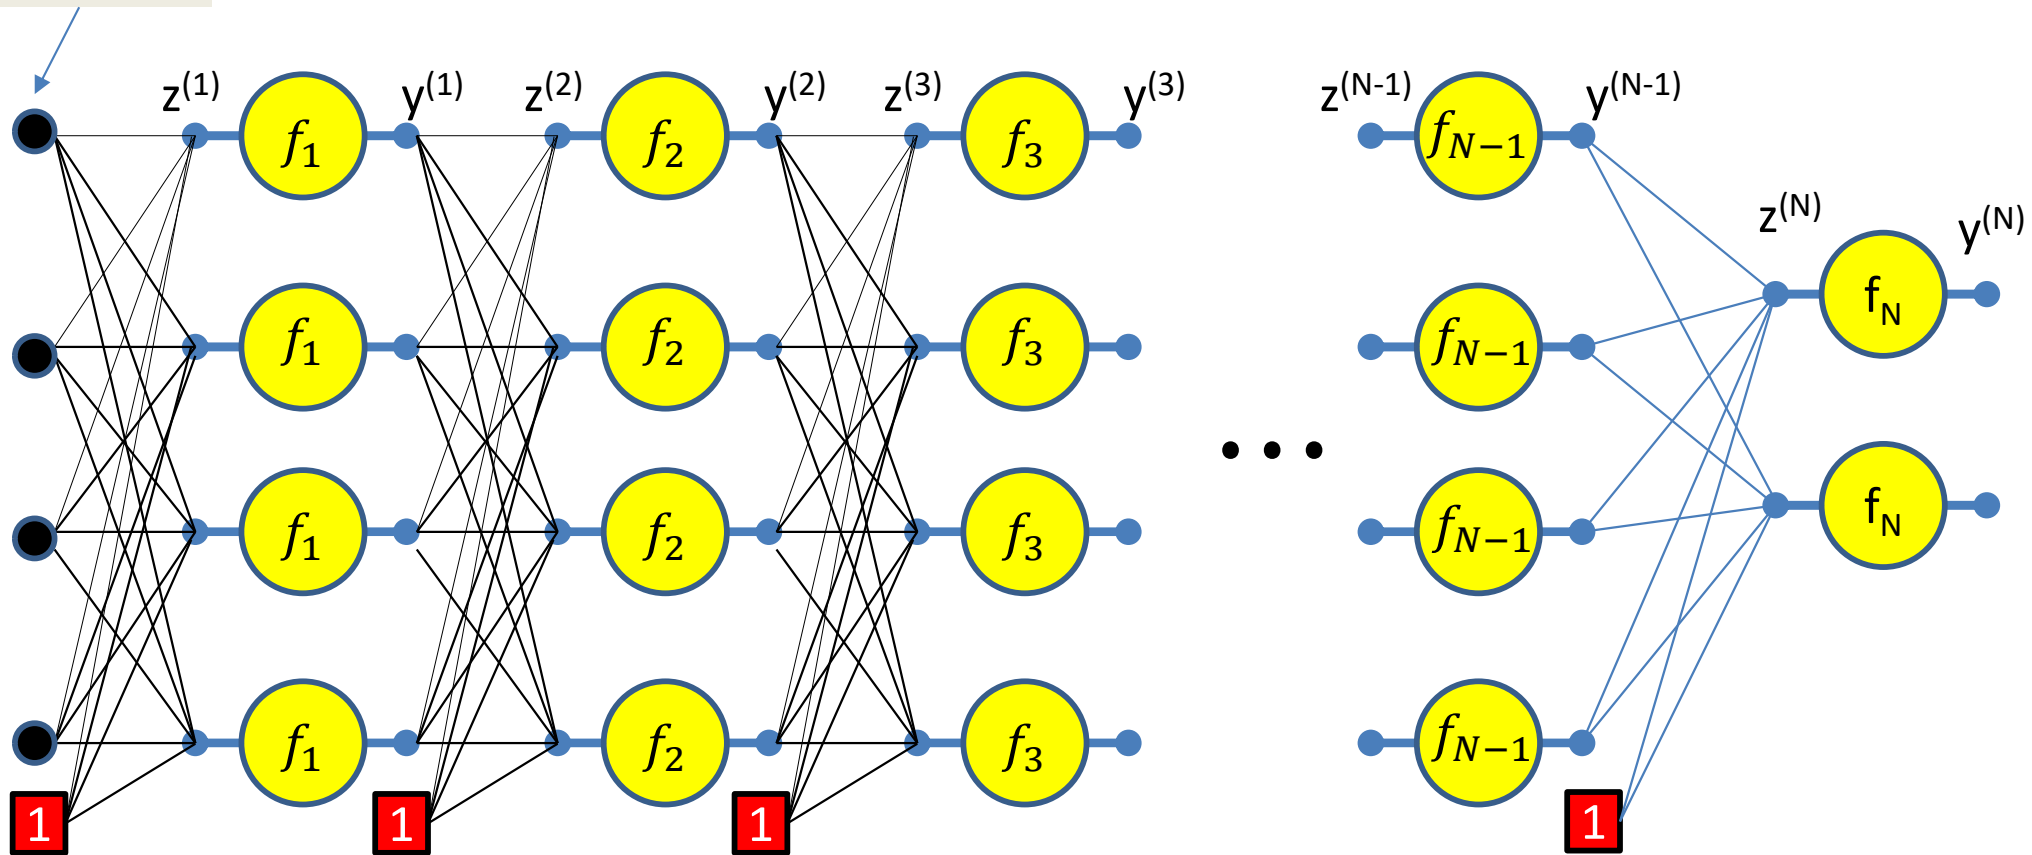 z(1) y(1) z(2) y(2) z(3) y(3) z(N-1) y(N-1)
f1 f2 f3 fN−1
z(N) y(N)
fN
f1 f2 f3 fN−1
f1 f2 f3 fN−1
fN
f1 f2 f3 fN−1
1 1 1 1